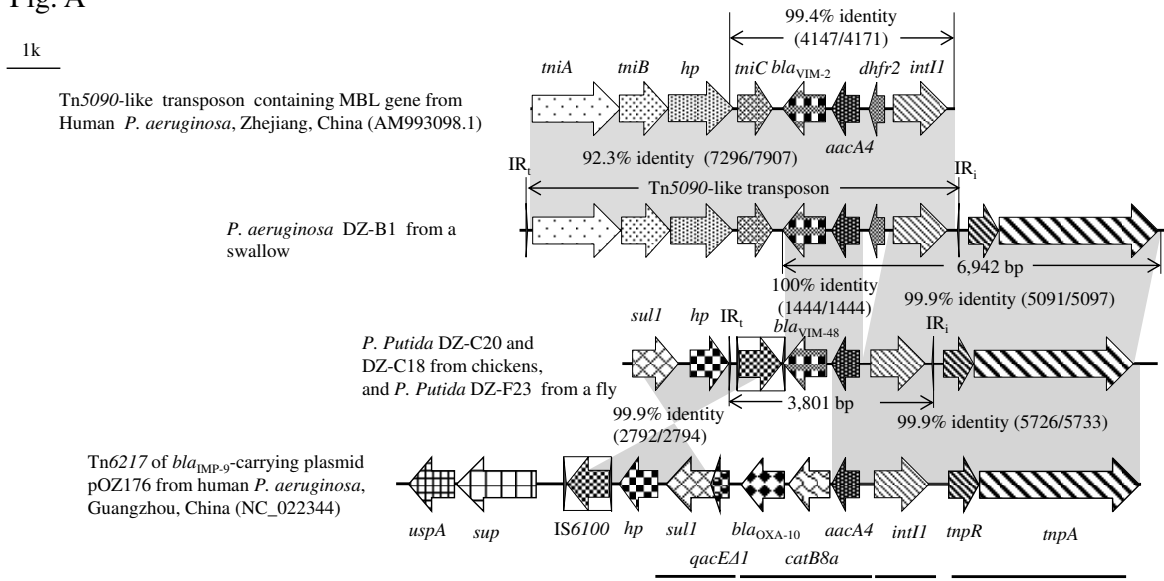 Fig. A
1k
99.4% identity
(4147/4171)
tniA tniB hp tniC blaVIM-2 dhfr2 intI1
Tn5090-like transposon containing MBL gene from
Human P. aeruginosa, Zhejiang, China (AM993098.1)
aacA4
92.3% identity (7296/7907)
IRt IRi
Tn5090-like transposon
P. aeruginosa DZ-B1 from a
swallow
6,942 bp
100% identity
(1444/1444)
99.9% identity (5091/5097)
sul1 hp IRt blaVIM-48 IRi
P. Putida DZ-C20 and
DZ-C18 from chickens,
and P. Putida DZ-F23 from a fly
3,801 bp
99.9% identity
(2792/2794)
99.9% identity (5726/5733)
Tn6217 of blaIMP-9-carrying plasmid
pOZ176 from human P. aeruginosa,
Guangzhou, China (NC_022344)
uspA sup IS6100 hp sul1 blaOXA-10 aacA4 intI1 tnpR tnpA
qacEΔ1 catB8a